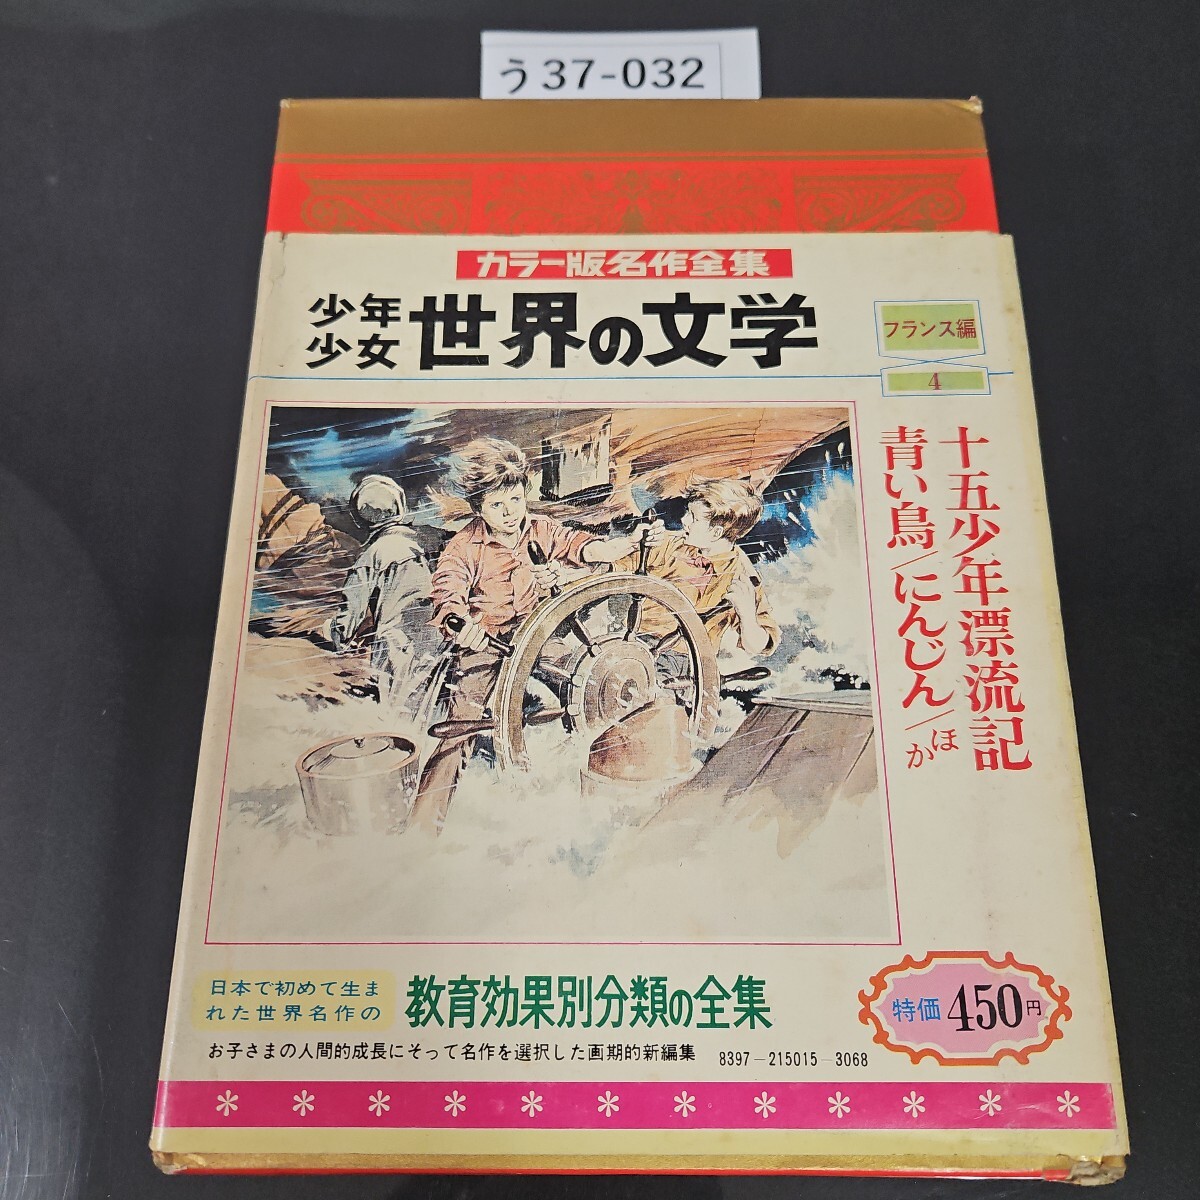 う37-032
カラー版名作全集
少年少女世界の文学
フランス編
4
十五少年漂流記
青い鳥/にんじん/ほか
日本で初めて生ま
れた世界名作の
教育効果別分類の全集
特価450円
お子さまの人間的成長にそって名作を選択した画期的新編集
8397-215015-3068
* * * * * * * * * * * *